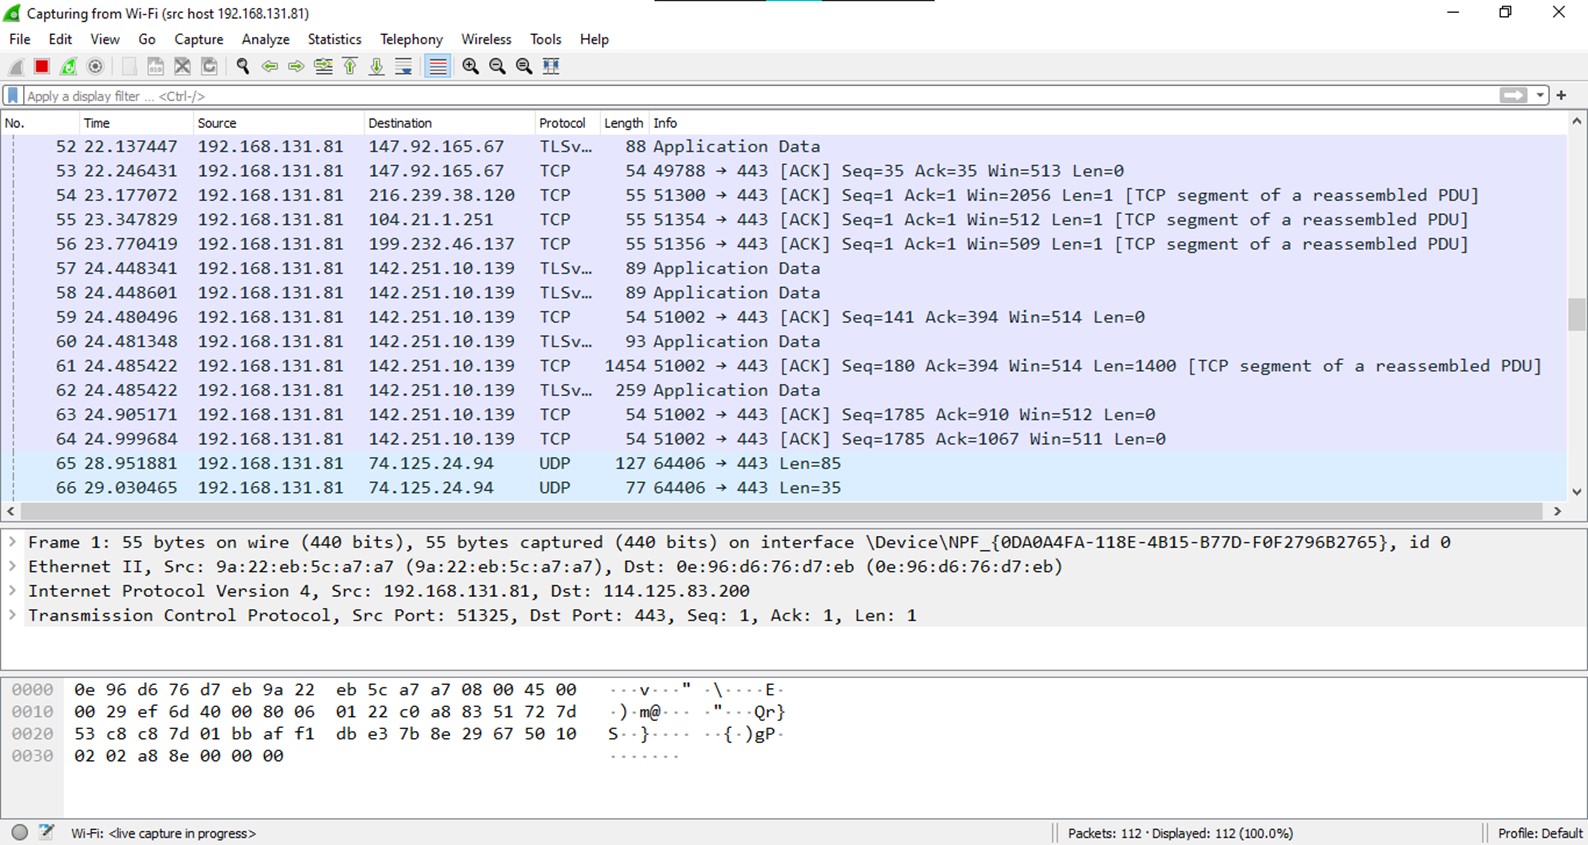 Capturing from Wi-Fi (src host 192.168.131.81)
File Edit View Go Capture Analyze Statistics Telephony Wireless Tools Help
Apply a display filter ... <Ctrl-/>
No. Time Source Destination Protocol Length Info
52 22.137447 192.168.131.81 147.92.165.67 TLSv... 88 Application Data
53 22.246431 192.168.131.81 147.92.165.67 TCP 54 49788 → 443 [ACK] Seq=35 Ack=35 Win=513 Len=0
54 23.177072 192.168.131.81 216.239.38.120 TCP 55 51300 → 443 [ACK] Seq=1 Ack=1 Win=2056 Len=1 [TCP segment of a reassembled PDU]
55 23.347829 192.168.131.81 104.21.1.251 TCP 55 51354 → 443 [ACK] Seq=1 Ack=1 Win=512 Len=1 [TCP segment of a reassembled PDU]
56 23.770419 192.168.131.81 199.232.46.137 TCP 55 51356 → 443 [ACK] Seq=1 Ack=1 Win=509 Len=1 [TCP segment of a reassembled PDU]
57 24.448341 192.168.131.81 142.251.10.139 TLSv... 89 Application Data
58 24.448601 192.168.131.81 142.251.10.139 TLSv... 89 Application Data
59 24.480496 192.168.131.81 142.251.10.139 TCP 54 51002 → 443 [ACK] Seq=141 Ack=394 Win=514 Len=0
60 24.481348 192.168.131.81 142.251.10.139 TLSv... 93 Application Data
61 24.485422 192.168.131.81 142.251.10.139 TCP 1454 51002 → 443 [ACK] Seq=180 Ack=394 Win=514 Len=1400 [TCP segment of a reassembled PDU]
62 24.485422 192.168.131.81 142.251.10.139 TLSv... 259 Application Data
63 24.905171 192.168.131.81 142.251.10.139 TCP 54 51002 → 443 [ACK] Seq=1785 Ack=910 Win=512 Len=0
64 24.999684 192.168.131.81 142.251.10.139 TCP 54 51002 → 443 [ACK] Seq=1785 Ack=1067 Win=511 Len=0
65 28.951881 192.168.131.81 74.125.24.94 UDP 127 64406 → 443 Len=85
66 29.030465 192.168.131.81 74.125.24.94 UDP 77 64406 → 443 Len=35
Frame 1: 55 bytes on wire (440 bits), 55 bytes captured (440 bits) on interface \Device\NPF_{0DA0A4FA-118E-4B15-B77D-F0F2796B2765}, id 0
Ethernet II, Src: 9a:22:eb:5c:a7:a7 (9a:22:eb:5c:a7:a7), Dst: 0e:96:d6:76:d7:eb (0e:96:d6:76:d7:eb)
Internet Protocol Version 4, Src: 192.168.131.81, Dst: 114.125.83.200
Transmission Control Protocol, Src Port: 51325, Dst Port: 443, Seq: 1, Ack: 1, Len: 1
0000 0e 96 d6 76 d7 eb 9a 22 eb 5c a7 a7 08 00 45 00 ···v···" ·\····E·
0010 00 29 ef 6d 40 00 80 06 01 22 c0 a8 83 51 72 7d ·)·m@··· ·"···Qr}
0020 53 c8 c8 7d 01 bb af f1 db e3 7b 8e 29 67 50 10 S··}···· ··{·)gP·
0030 02 02 a8 8e 00 00 00 ·······
Wi-Fi: <live capture in progress> Packets: 112 · Displayed: 112 (100.0%) Profile: Default